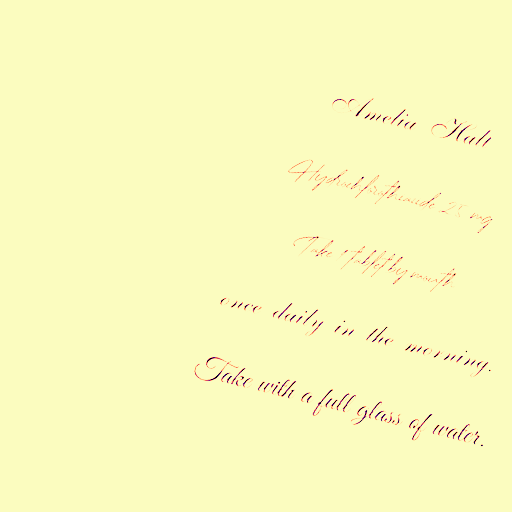 Amelia Hall
Hydrochlorothiazide 25 mg
Take 1 tablet by mouth
once daily in the morning.
Take with a full glass of water.